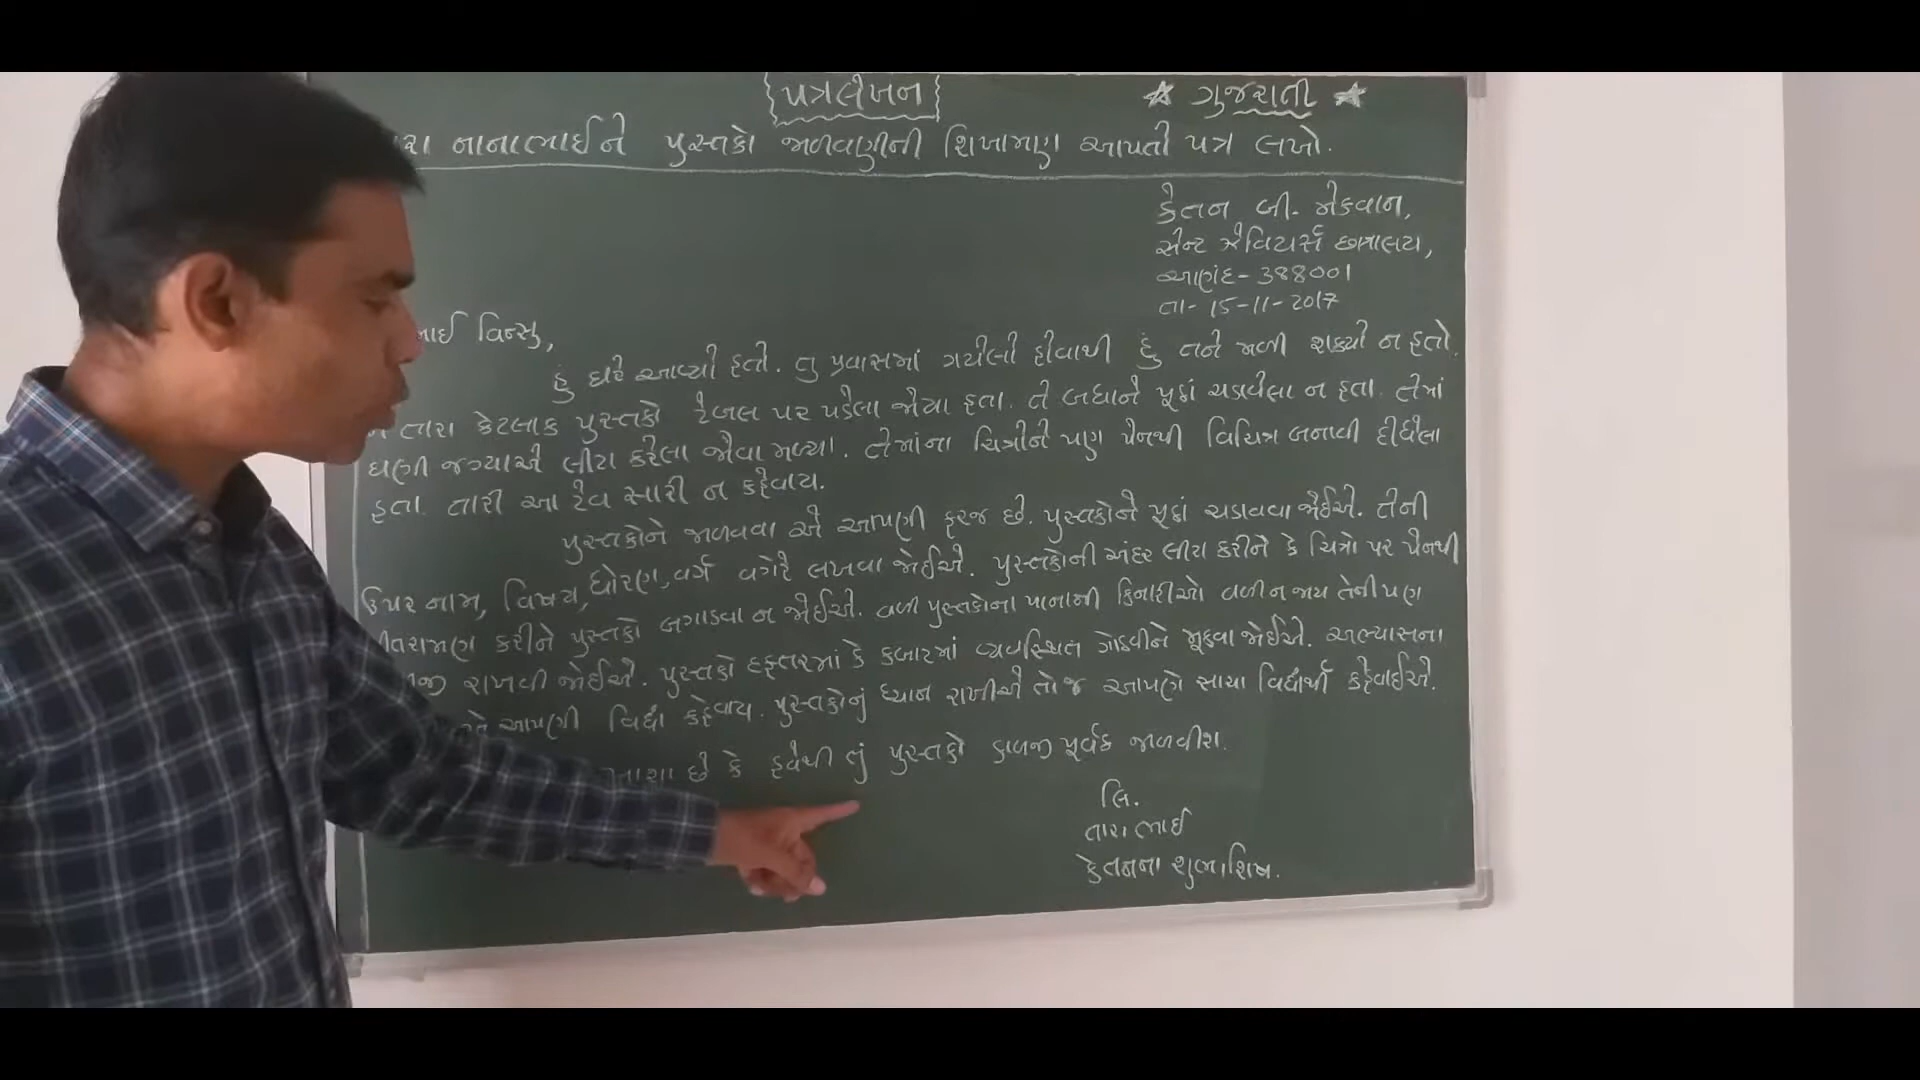 પત્રલેખન
ગુજરાતી
નાનાભાઈને પુસ્તકો જાળવણીની શિખામણ આપતી પત્ર લખો.
કેતન બી. મેકવાન,
સેન્ટ ઝેવિયર્સ છાત્રાલય,
આણંદ-388001
તા-15-11-2017
વિન્સુ,
હું ઘરે આવ્યો હતો. તુ પ્રવાસમાં ગયેલો હોવાથી હું તને મળી શક્યો ન હતો.
તારા કેટલાક પુસ્તકો ટેબલ પર પડેલા જોયા હતા. તે બધાને પૂઠાં ચડાવેલા ન હતા. તેમાં
ઘણી જગ્યાએ લીટા કરેલા જોવા મળ્યા. તેમાંના ચિત્રોને પણ પેનથી વિચિત્ર બનાવી દીધેલા
હતા. તારી આ ટેવ સારી ન કહેવાય.
પુસ્તકોને જાળવવા એ આપણી ફરજ છે. પુસ્તકોને પૂઠાં ચડાવવા જોઈએ. તેની
ઉપર નામ, વિષય, ધોરણ, વર્ગ વગેરે લખવા જોઈએ. પુસ્તકોની અંદર લીટા કરીને કે ચિત્રો પર પેનથી
કરીને પુસ્તકો બગાડવા ન જોઈએ. વળી પુસ્તકોના પાનાની કિનારીઓ વળી ન જાય તેની પણ
રાખવી જોઈએ. પુસ્તકો દફ્તરમાં કે કબાટમાં વ્યવસ્થિત ગોઠવીને મૂકવા જોઈએ. અભ્યાસના
આપણી વિદ્યા કહેવાય. પુસ્તકોનું ધ્યાન રાખીએ તો જ આપણે સાચા વિદ્યાર્થી કહેવાઈએ.
છે કે હવેથી તું પુસ્તકો કાળજી પૂર્વક જાળવીશ.
લિ.
તારા ભાઈ
કેતનના શુભાશિષ.